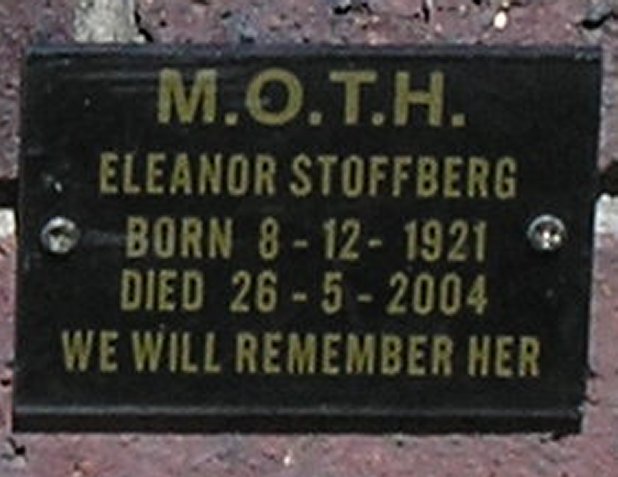 M.O.T.H.
ELEANOR STOFFBERG
BORN 8 - 12 - 1921
DIED 26 - 5 - 2004
WE WILL REMEMBER HER